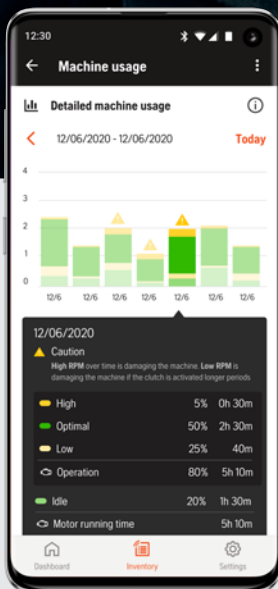 12:30
Machine usage
Detailed machine usage
12/06/2020 - 12/06/2020 Today
4
3
2
1
0
12/6 12/6 12/6 12/6 12/6 12/6 12/6
12/06/2020
Caution
High RPM over time is damaging the machine. Low RPM is
damaging the machine if the clutch is activated longer periods
High 5% 0h 30m
Optimal 50% 2h 30m
Low 25% 40m
Operation 80% 5h 10m
Idle 20% 1h 30m
Motor running time 5h 10m
Dashboard Inventory Settings